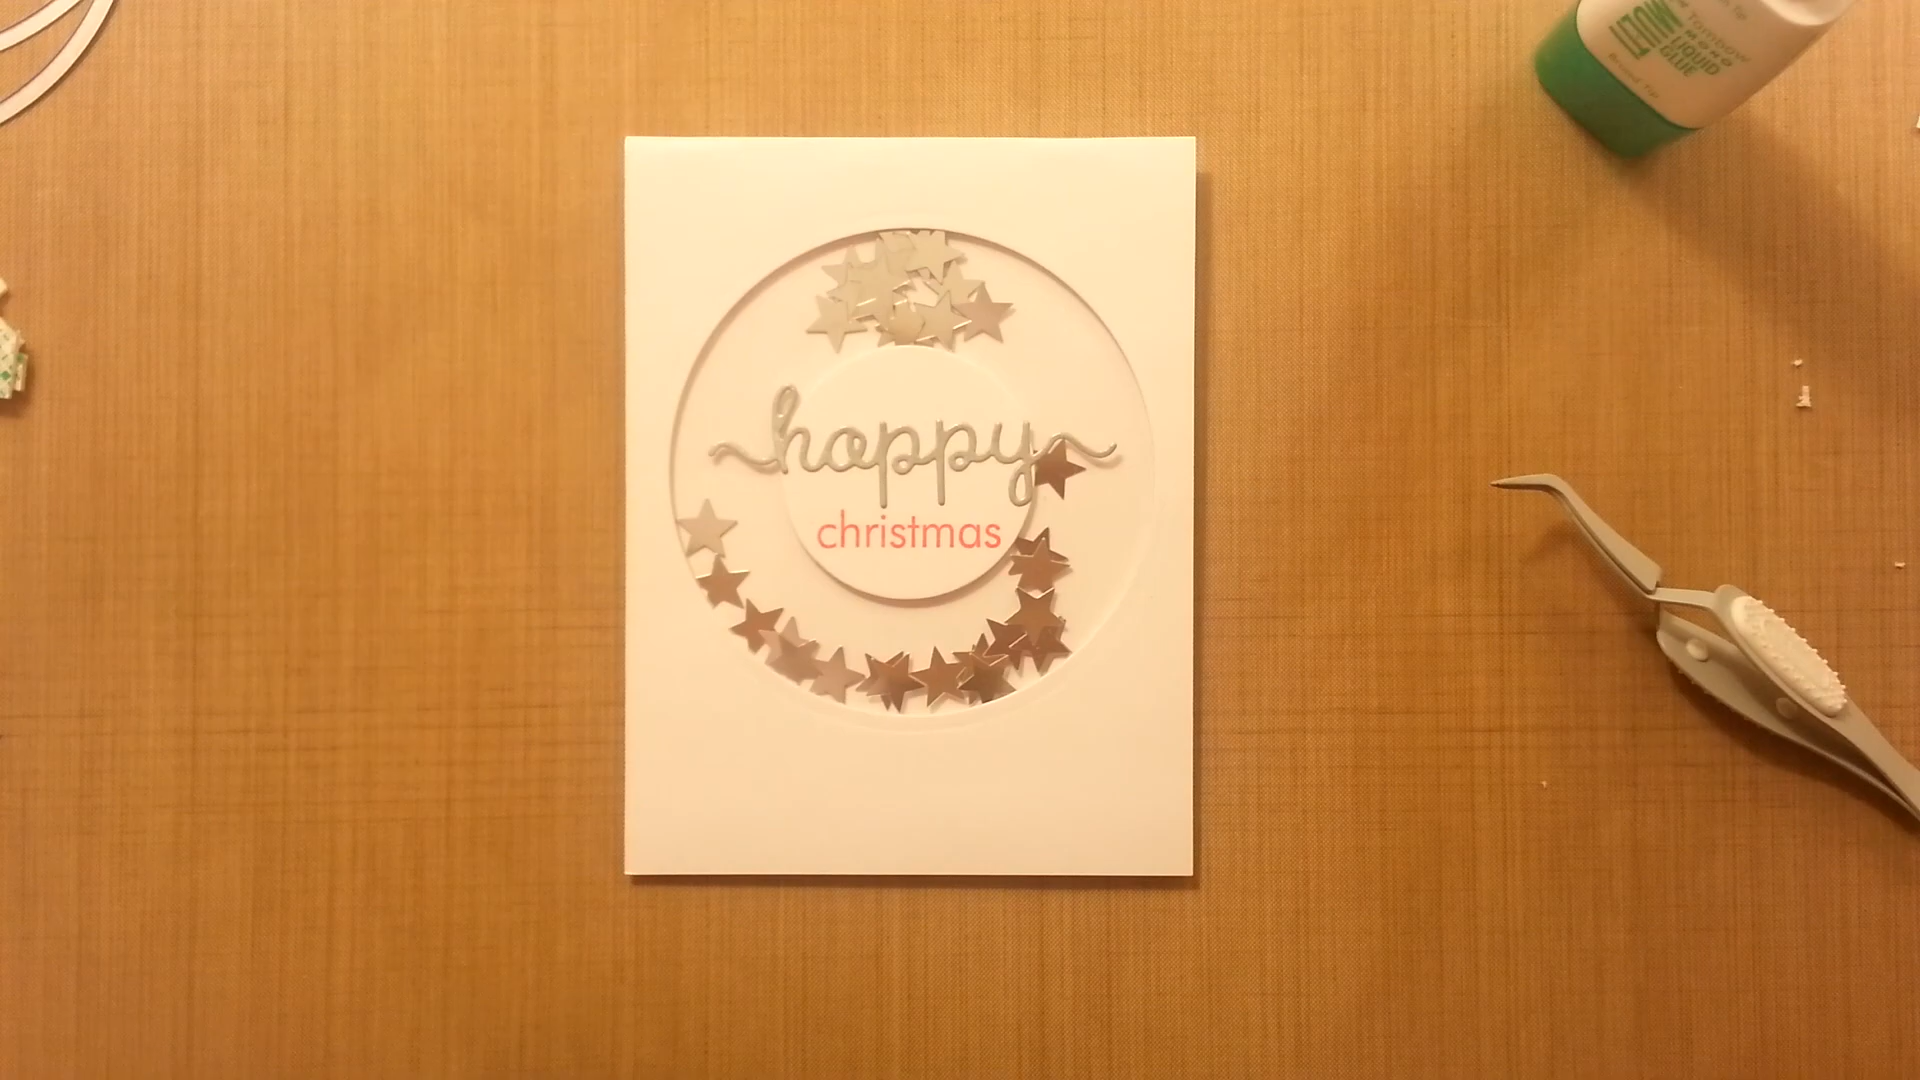 happy
christmas
Tombow
MONO
LIQUID
GLUE